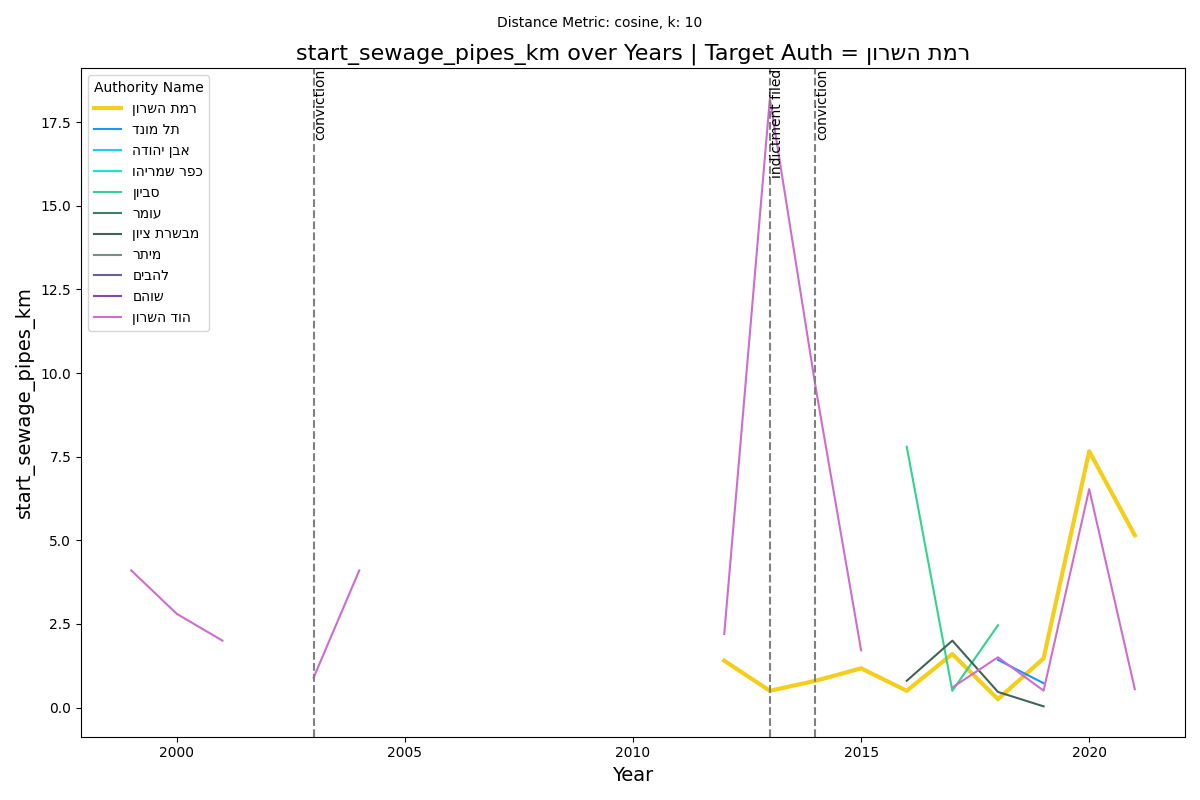 Distance Metric: cosine, k: 10
start_sewage_pipes_km over Years | Target Auth = רמת השרון
Authority Name
רמת השרון
תל מונד
אבן יהודה
כפר שמריהו
סביון
עומר
מבשרת ציון
מיתר
להבים
שוהם
הוד השרון
conviction
indictment filed
conviction
start_sewage_pipes_km
17.5
15.0
12.5
10.0
7.5
5.0
2.5
0.0
2000
2005
2010
2015
2020
Year